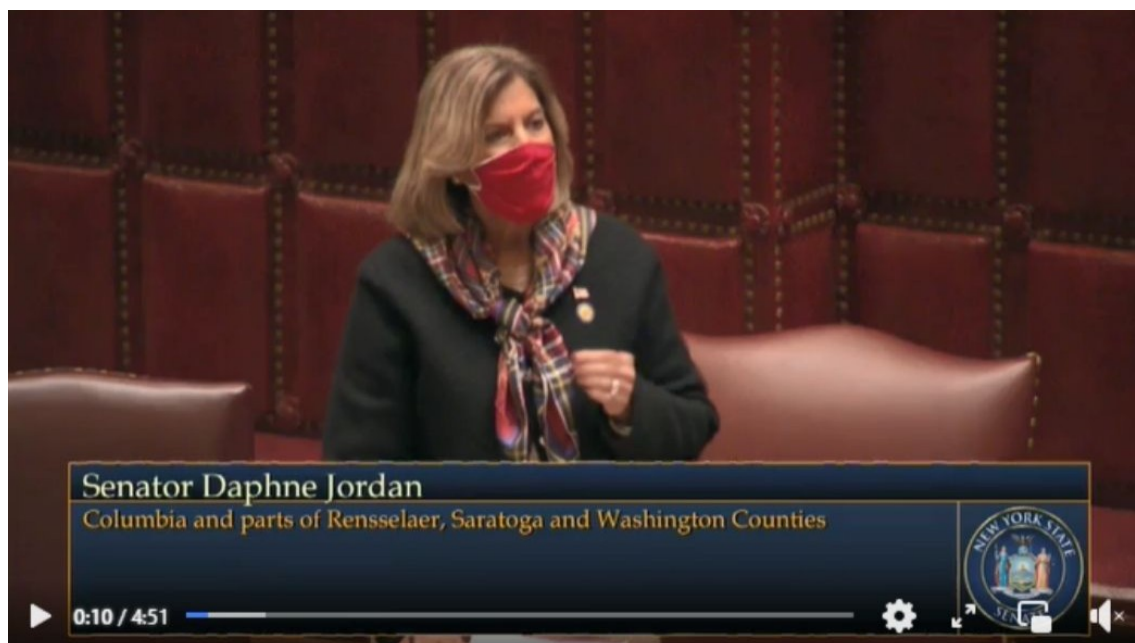 Senator Daphne Jordan
Columbia and parts of Rensselaer, Saratoga and Washington Counties
NEW YORK STATE
SENATE
0:10 / 4:51